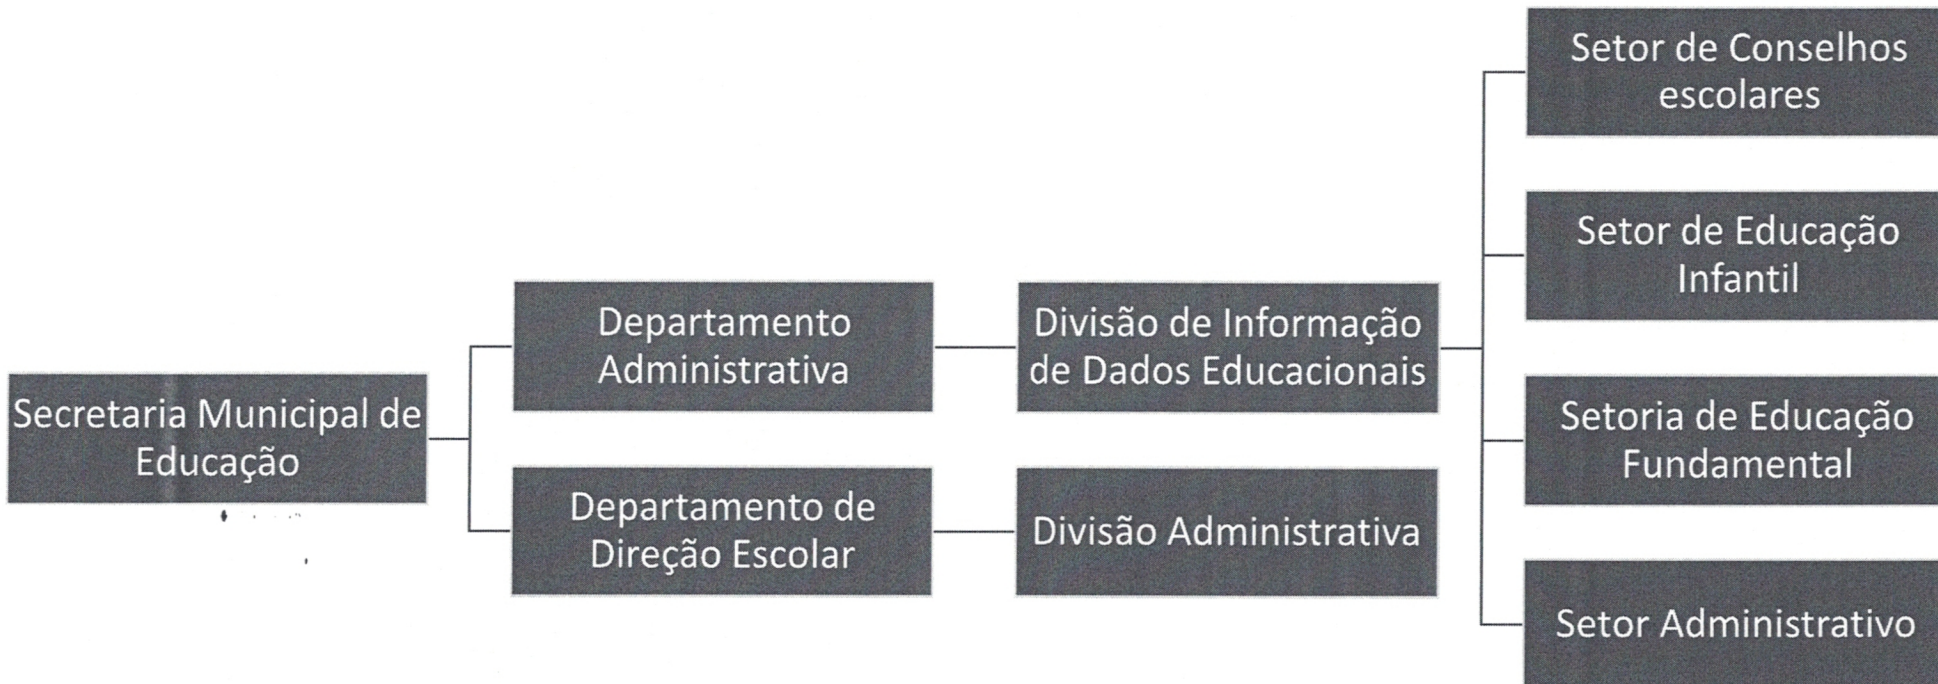 Secretaria Municipal de
Educação
Departamento
Administrativa
Departamento de
Direção Escolar
Divisão de Informação
de Dados Educacionais
Divisão Administrativa
Setor de Conselhos
escolares
Setor de Educação
Infantil
Setoria de Educação
Fundamental
Setor Administrativo